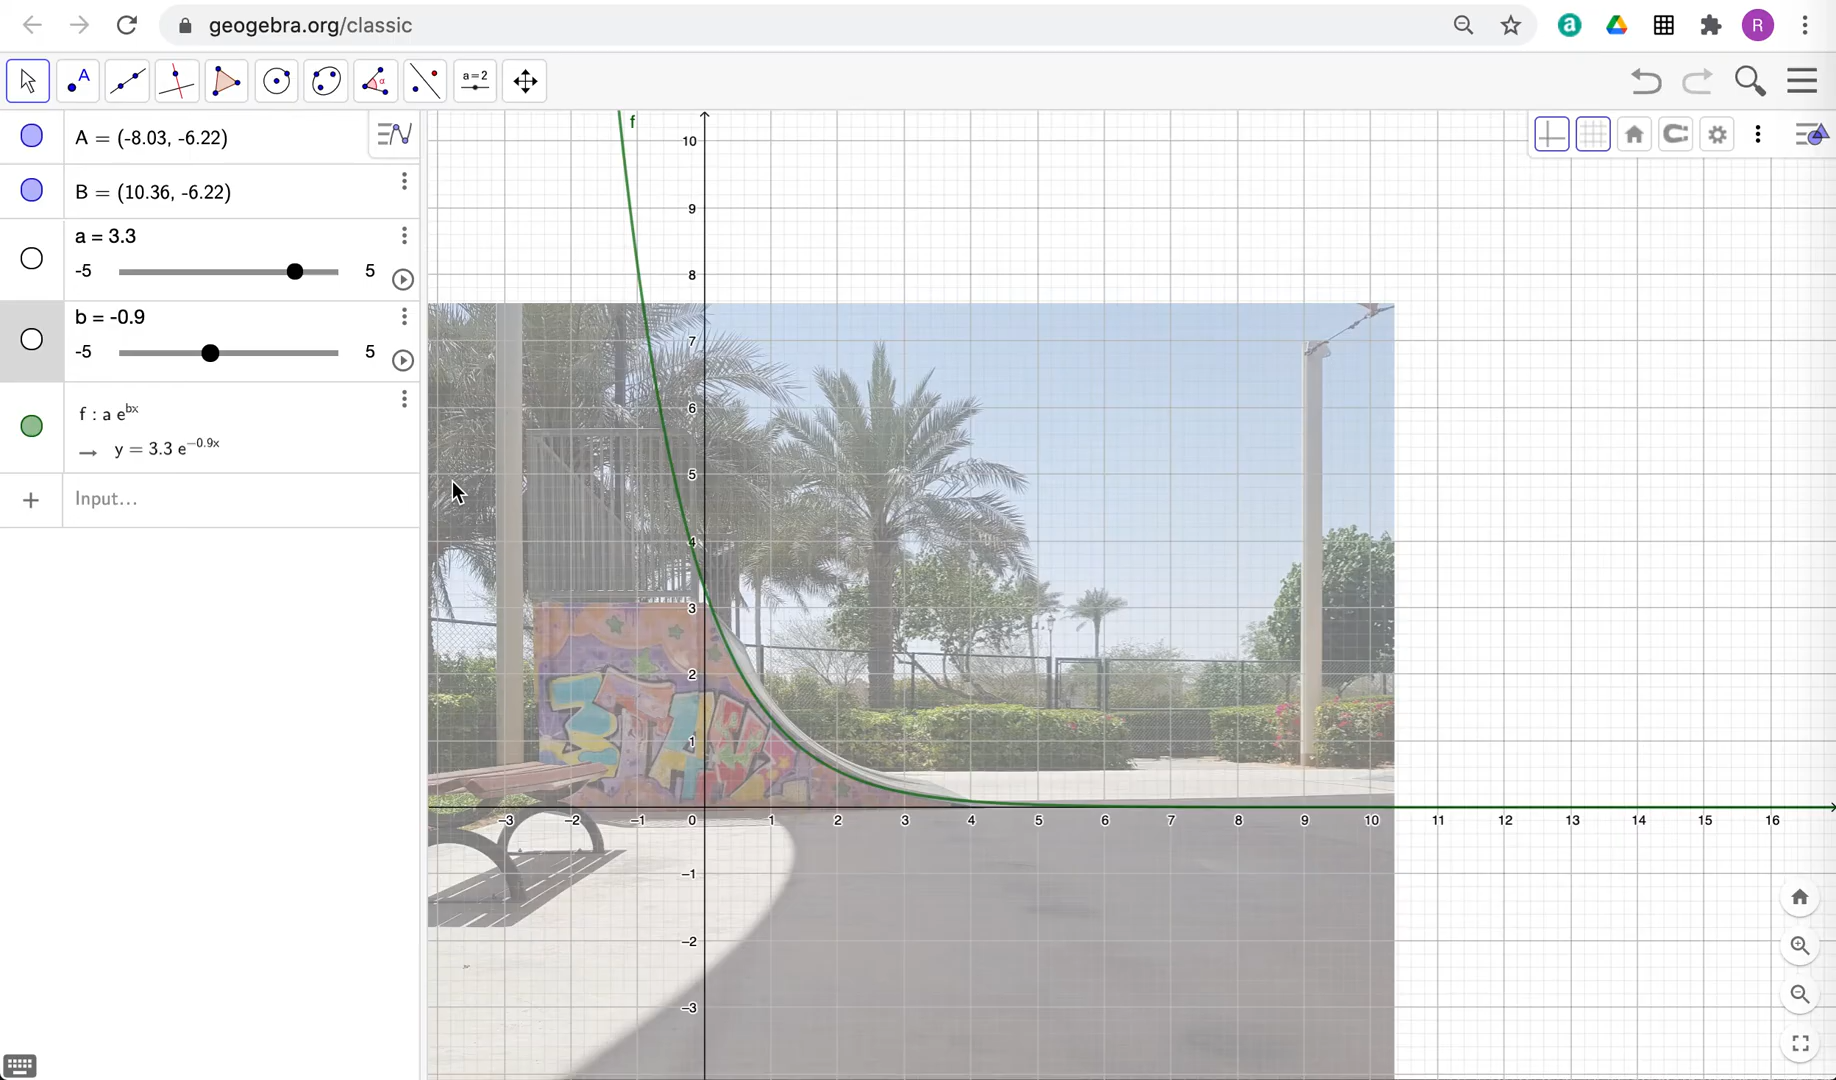 geogebra.org/classic
R
A
α
a=2
A = (-8.03, -6.22)
B = (10.36, -6.22)
a = 3.3
-5 5
b = -0.9
-5 5
f : a e^bx
→ y = 3.3 e^−0.9x
+ Input…
f
10
9
8
7
6
5
4
3
2
1
−3 −2 −1 0 1 2 3 4 5 6 7 8 9 10 11 12 13 14 15 16
−1
−2
−3